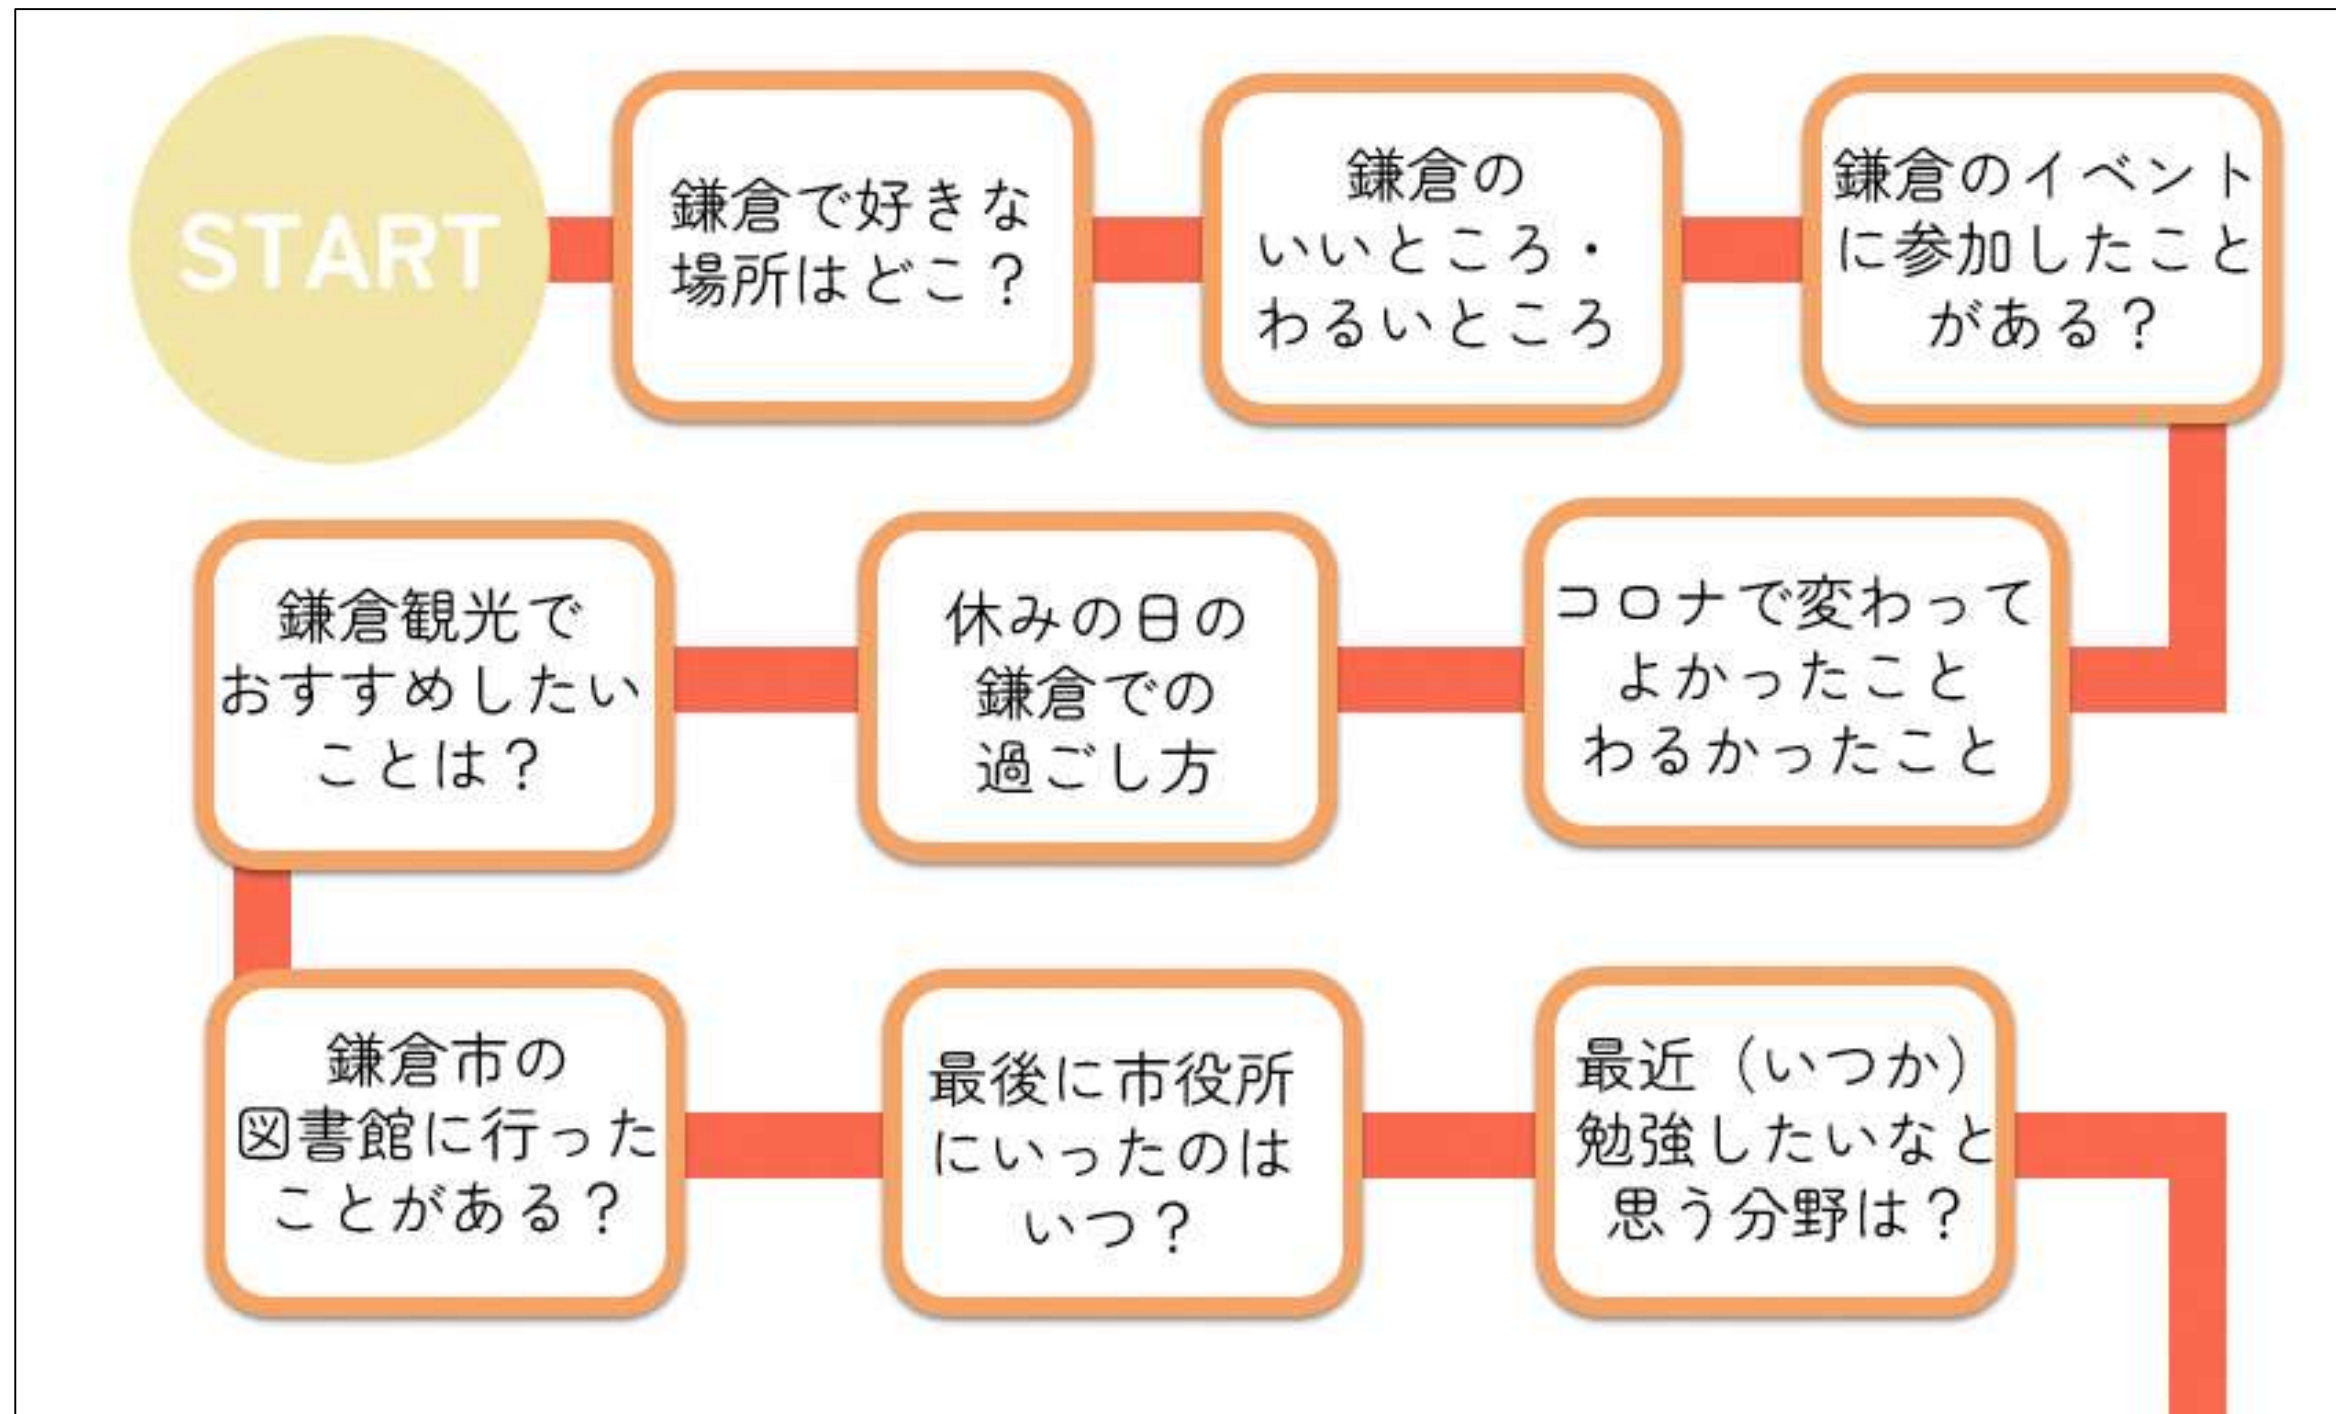 START
鎌倉で好きな
場所はどこ？
鎌倉の
いいところ・
わるいところ
鎌倉のイベント
に参加したこと
がある？
コロナで変わって
よかったこと
わるかったこと
休みの日の
鎌倉での
過ごし方
鎌倉観光で
おすすめしたい
ことは？
鎌倉市の
図書館に行った
ことがある？
最後に市役所
にいったのは
いつ？
最近（いつか）
勉強したいなと
思う分野は？